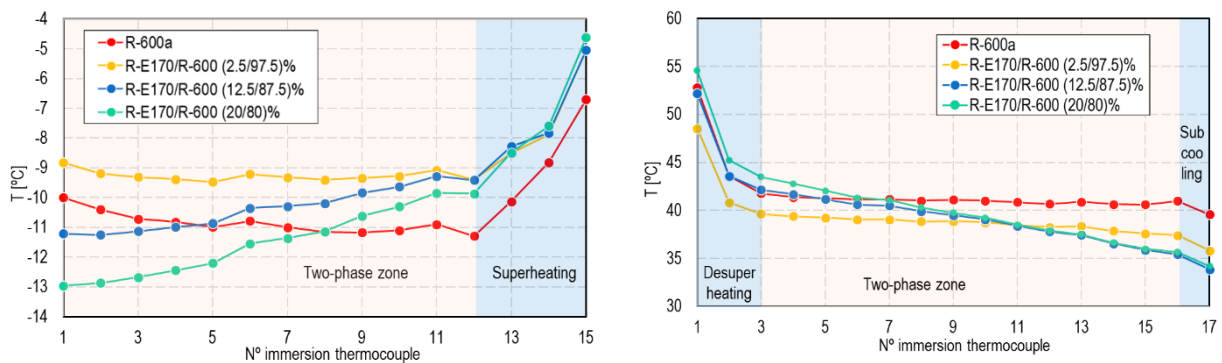 -4
-5
-6
-7
-8
-9
-10
-11
-12
-13
-14
T [ºC]
R-600a
R-E170/R-600 (2.5/97.5)%
R-E170/R-600 (12.5/87.5)%
R-E170/R-600 (20/80)%
Two-phase zone
Superheating
1 3 5 7 9 11 13 15
Nº immersion thermocouple
60
55
50
45
40
35
30
T [ºC]
R-600a
R-E170/R-600 (2.5/97.5)%
R-E170/R-600 (12.5/87.5)%
R-E170/R-600 (20/80)%
Sub
coo
ling
Desuper
heating
Two-phase zone
1 3 5 7 9 11 13 15 17
Nº immersion thermocouple